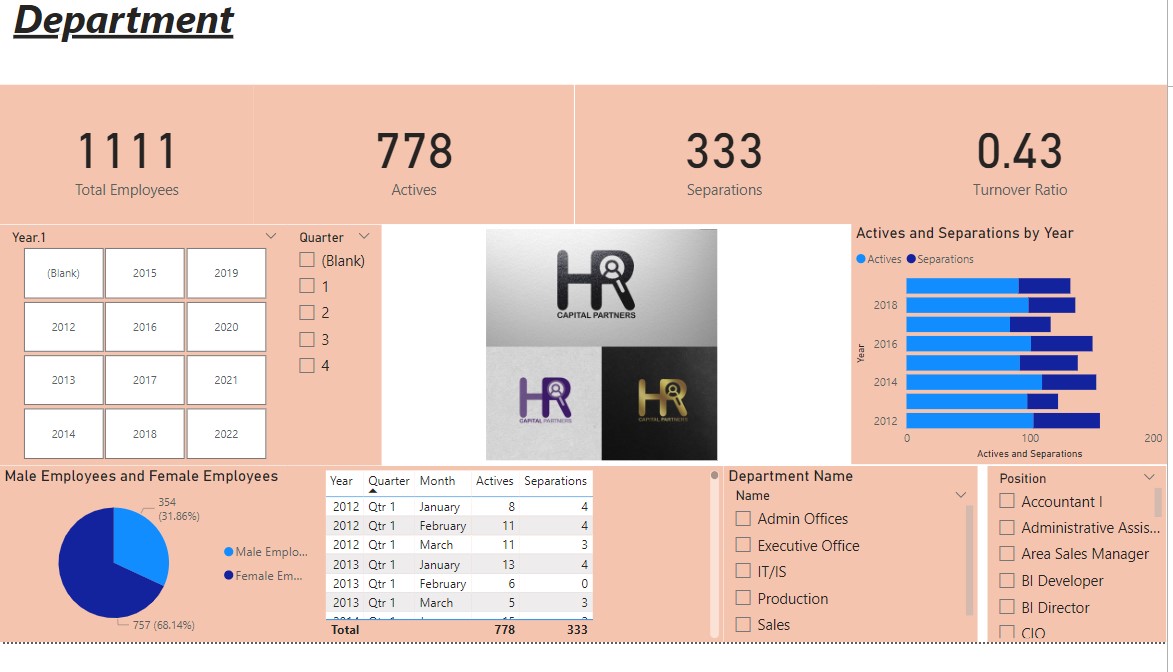 Department
1111
Total Employees
778
Actives
333
Separations
0.43
Turnover Ratio
Year.1
(Blank) 2015 2019
2012 2016 2020
2013 2017 2021
2014 2018 2022
Quarter
(Blank)
1
2
3
4
HR
CAPITAL PARTNERS
HR
CAPITAL PARTNERS
HR
CAPITAL PARTNERS
Actives and Separations by Year
Actives Separations
Year
2018
2016
2014
2012
0 100 200
Actives and Separations
Male Employees and Female Employees
354
(31.86%)
Male Emplo...
Female Em...
757 (68.14%)
Year Quarter Month Actives Separations
2012 Qtr 1 January 8 4
2012 Qtr 1 February 11 4
2012 Qtr 1 March 11 3
2013 Qtr 1 January 13 4
2013 Qtr 1 February 6 0
2013 Qtr 1 March 5 3
Total 778 333
Department Name
Name
Admin Offices
Executive Office
IT/IS
Production
Sales
Position
Accountant I
Administrative Assis...
Area Sales Manager
BI Developer
BI Director
CIO